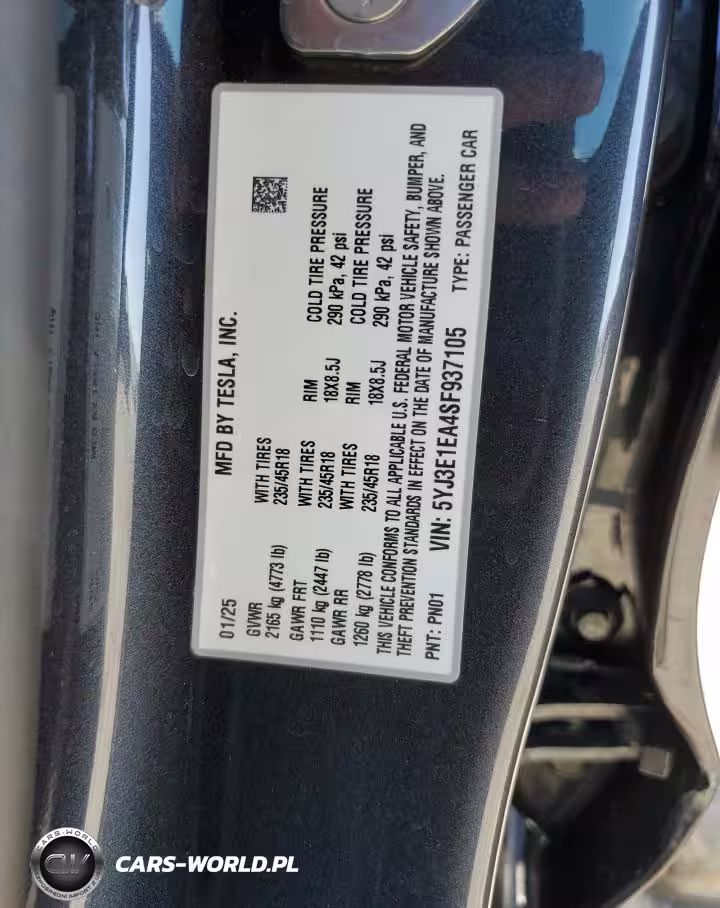 MFD BY TESLA, INC.
01/25
GVWR
2165 kg (4773 lb)
WITH TIRES
235/45R18
GAWR FRT
1110 kg (2447 lb)
WITH TIRES
235/45R18
RIM
18X8.5J
COLD TIRE PRESSURE
290 kPa, 42 psi
GAWR RR
1260 kg (2778 lb)
WITH TIRES
235/45R18
RIM
18X8.5J
COLD TIRE PRESSURE
290 kPa, 42 psi
THIS VEHICLE CONFORMS TO ALL APPLICABLE U.S. FEDERAL MOTOR VEHICLE SAFETY, BUMPER, AND
THEFT PREVENTION STANDARDS IN EFFECT ON THE DATE OF MANUFACTURE SHOWN ABOVE.
PNT: PN01 VIN: 5YJ3E1EA4SF937105 TYPE: PASSENGER CAR
CARS-WORLD
CW
CARS-WORLD.PL